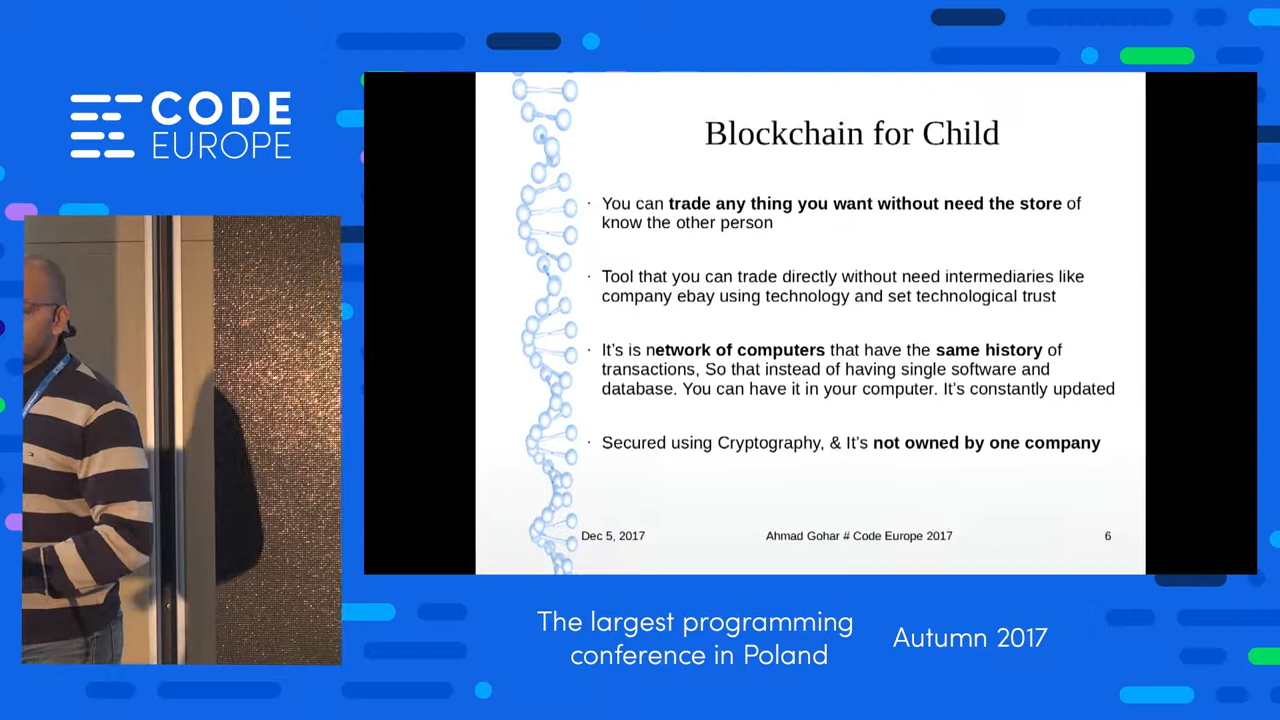 CODE
EUROPE
Blockchain for Child
· You can trade any thing you want without need the store of
know the other person
· Tool that you can trade directly without need intermediaries like
company ebay using technology and set technological trust
· It's is network of computers that have the same history of
transactions, So that instead of having single software and
database. You can have it in your computer. It's constantly updated
· Secured using Cryptography, & It's not owned by one company
Dec 5, 2017 Ahmad Gohar # Code Europe 2017 6
The largest programming
conference in Poland
Autumn 2017